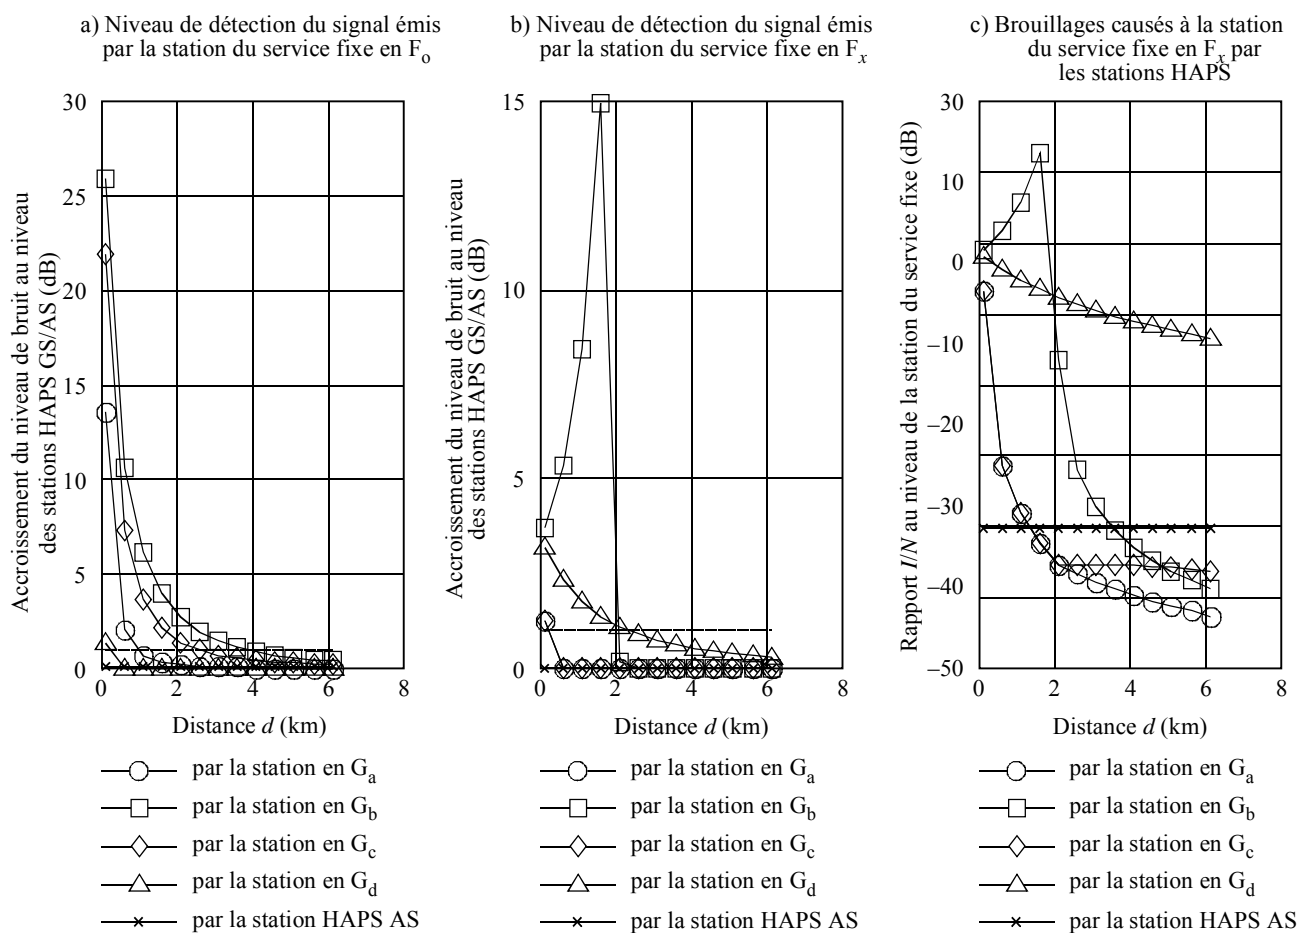 a) Niveau de détection du signal émis
par la station du service fixe en Fo
b) Niveau de détection du signal émis
par la station du service fixe en Fx
c) Brouillages causés à la station
du service fixe en Fx par
les stations HAPS
Accroissement du niveau de bruit au niveau
des stations HAPS GS/AS (dB)
30
25
20
15
10
5
0
0
2
4
6
8
Distance d (km)
Accroissement du niveau de bruit au niveau
des stations HAPS GS/AS (dB)
15
10
5
0
0
2
4
6
8
Distance d (km)
Rapport I/N au niveau de la station du service fixe (dB)
30
10
0
–10
–20
–30
–40
–50
0
2
4
6
8
Distance d (km)
par la station en Ga
par la station en Gb
par la station en Gc
par la station en Gd
par la station HAPS AS
par la station en Ga
par la station en Gb
par la station en Gc
par la station en Gd
par la station HAPS AS
par la station en Ga
par la station en Gb
par la station en Gc
par la station en Gd
par la station HAPS AS